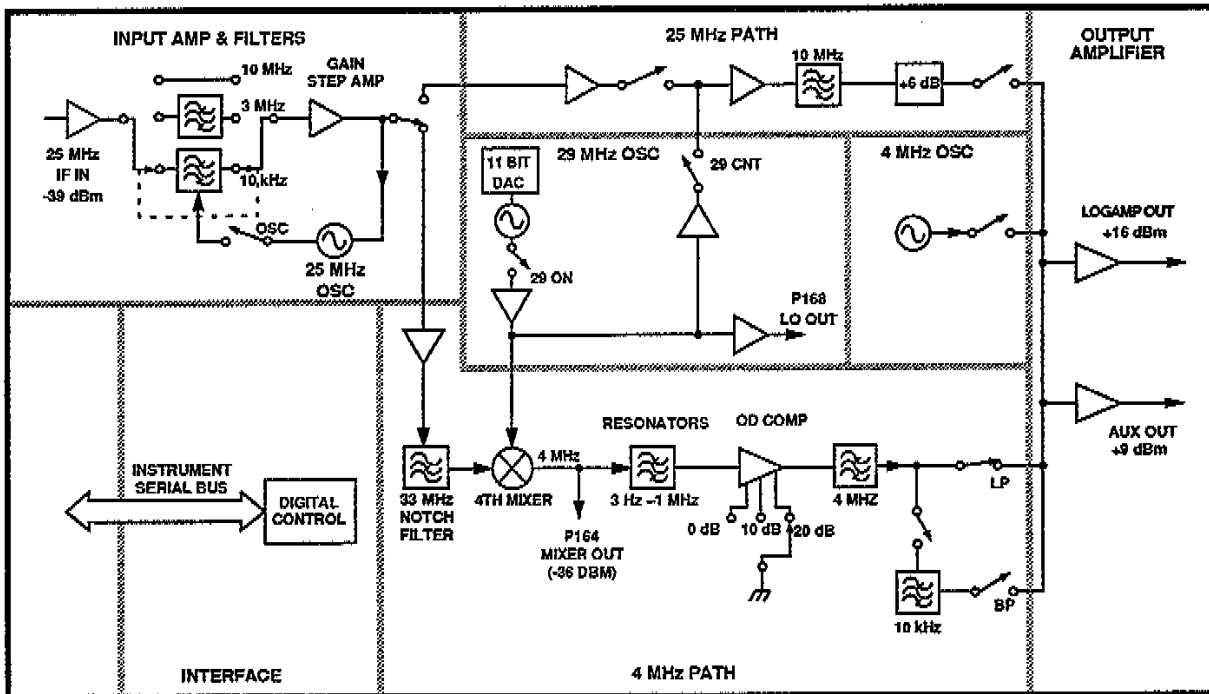 INPUT AMP & FILTERS
10 MHz
GAIN
STEP AMP
3 MHz
25 MHz
IF IN
-39 dBm
10 kHz
OSC
25 MHz
OSC
25 MHz PATH
10 MHz
+6 dB
OUTPUT
AMPLIFIER
29 MHz OSC
11 BIT
DAC
29 CNT
29 ON
P168
LO OUT
4 MHz OSC
LOGAMP OUT
+16 dBm
AUX OUT
+9 dBm
INSTRUMENT
SERIAL BUS
DIGITAL
CONTROL
INTERFACE
33 MHz
NOTCH
FILTER
4TH MIXER
4 MHz
P164
MIXER OUT
(-36 DBM)
RESONATORS
3 Hz -1 MHz
OD COMP
0 dB
10 dB
20 dB
4 MHZ
LP
10 kHz
BP
4 MHz PATH